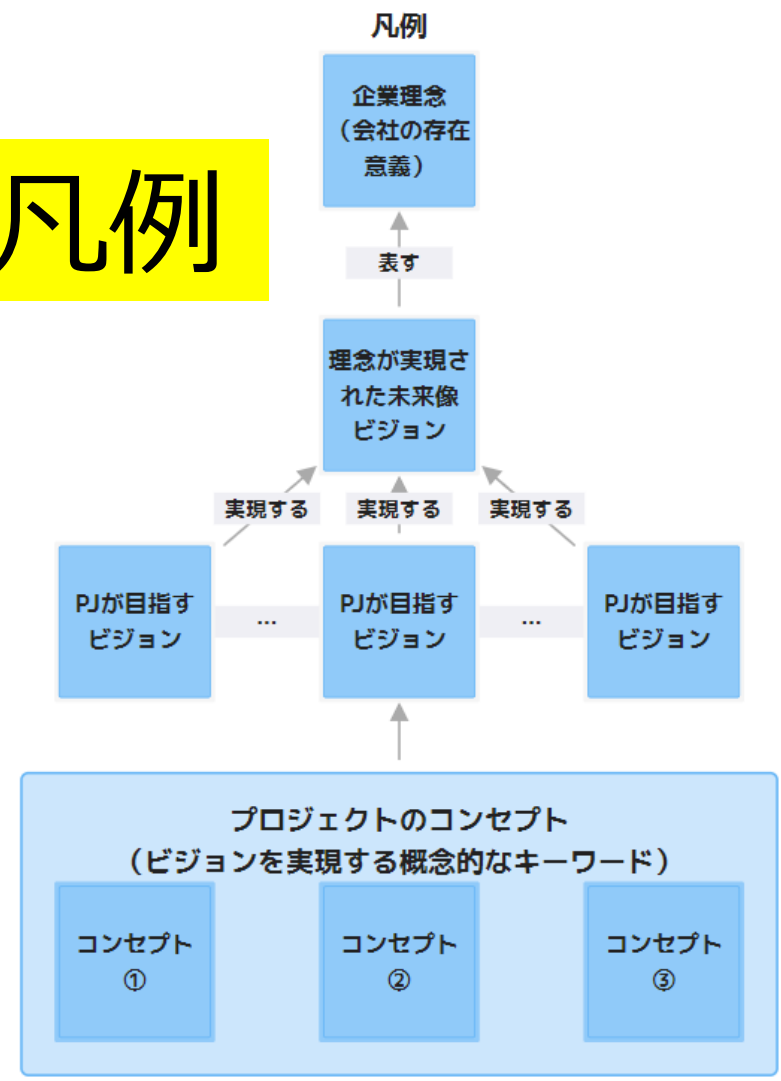 凡例
企業理念
（会社の存在
意義）
凡例
表す
理念が実現さ
れた未来像
ビジョン
実現する
実現する
実現する
PJが目指す
ビジョン
...
PJが目指す
ビジョン
...
PJが目指す
ビジョン
プロジェクトのコンセプト
（ビジョンを実現する概念的なキーワード）
コンセプト
①
コンセプト
②
コンセプト
③